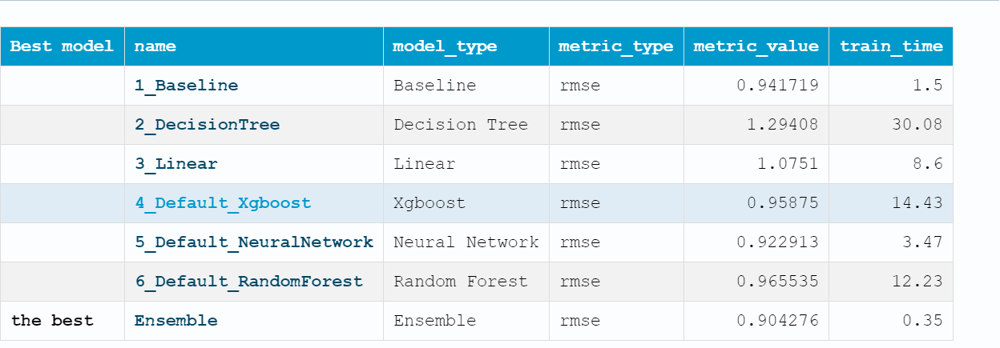 Best model name model_type metric_type metric_value train_time
1_Baseline Baseline rmse 0.941719 1.5
2_DecisionTree Decision Tree rmse 1.29408 30.08
3_Linear Linear rmse 1.0751 8.6
4_Default_Xgboost Xgboost rmse 0.95875 14.43
5_Default_NeuralNetwork Neural Network rmse 0.922913 3.47
6_Default_RandomForest Random Forest rmse 0.965535 12.23
the best Ensemble Ensemble rmse 0.904276 0.35